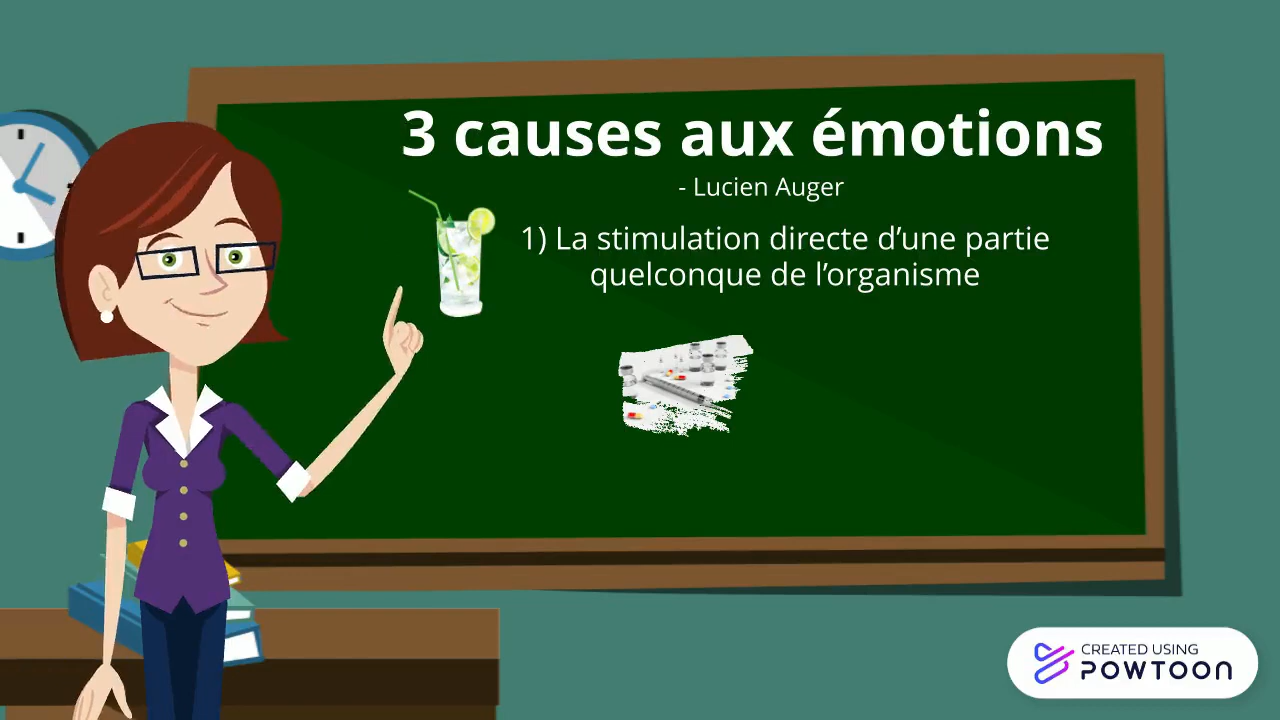 3 causes aux émotions
- Lucien Auger
1) La stimulation directe d’une partie
quelconque de l’organisme
CREATED USING
POWTOON